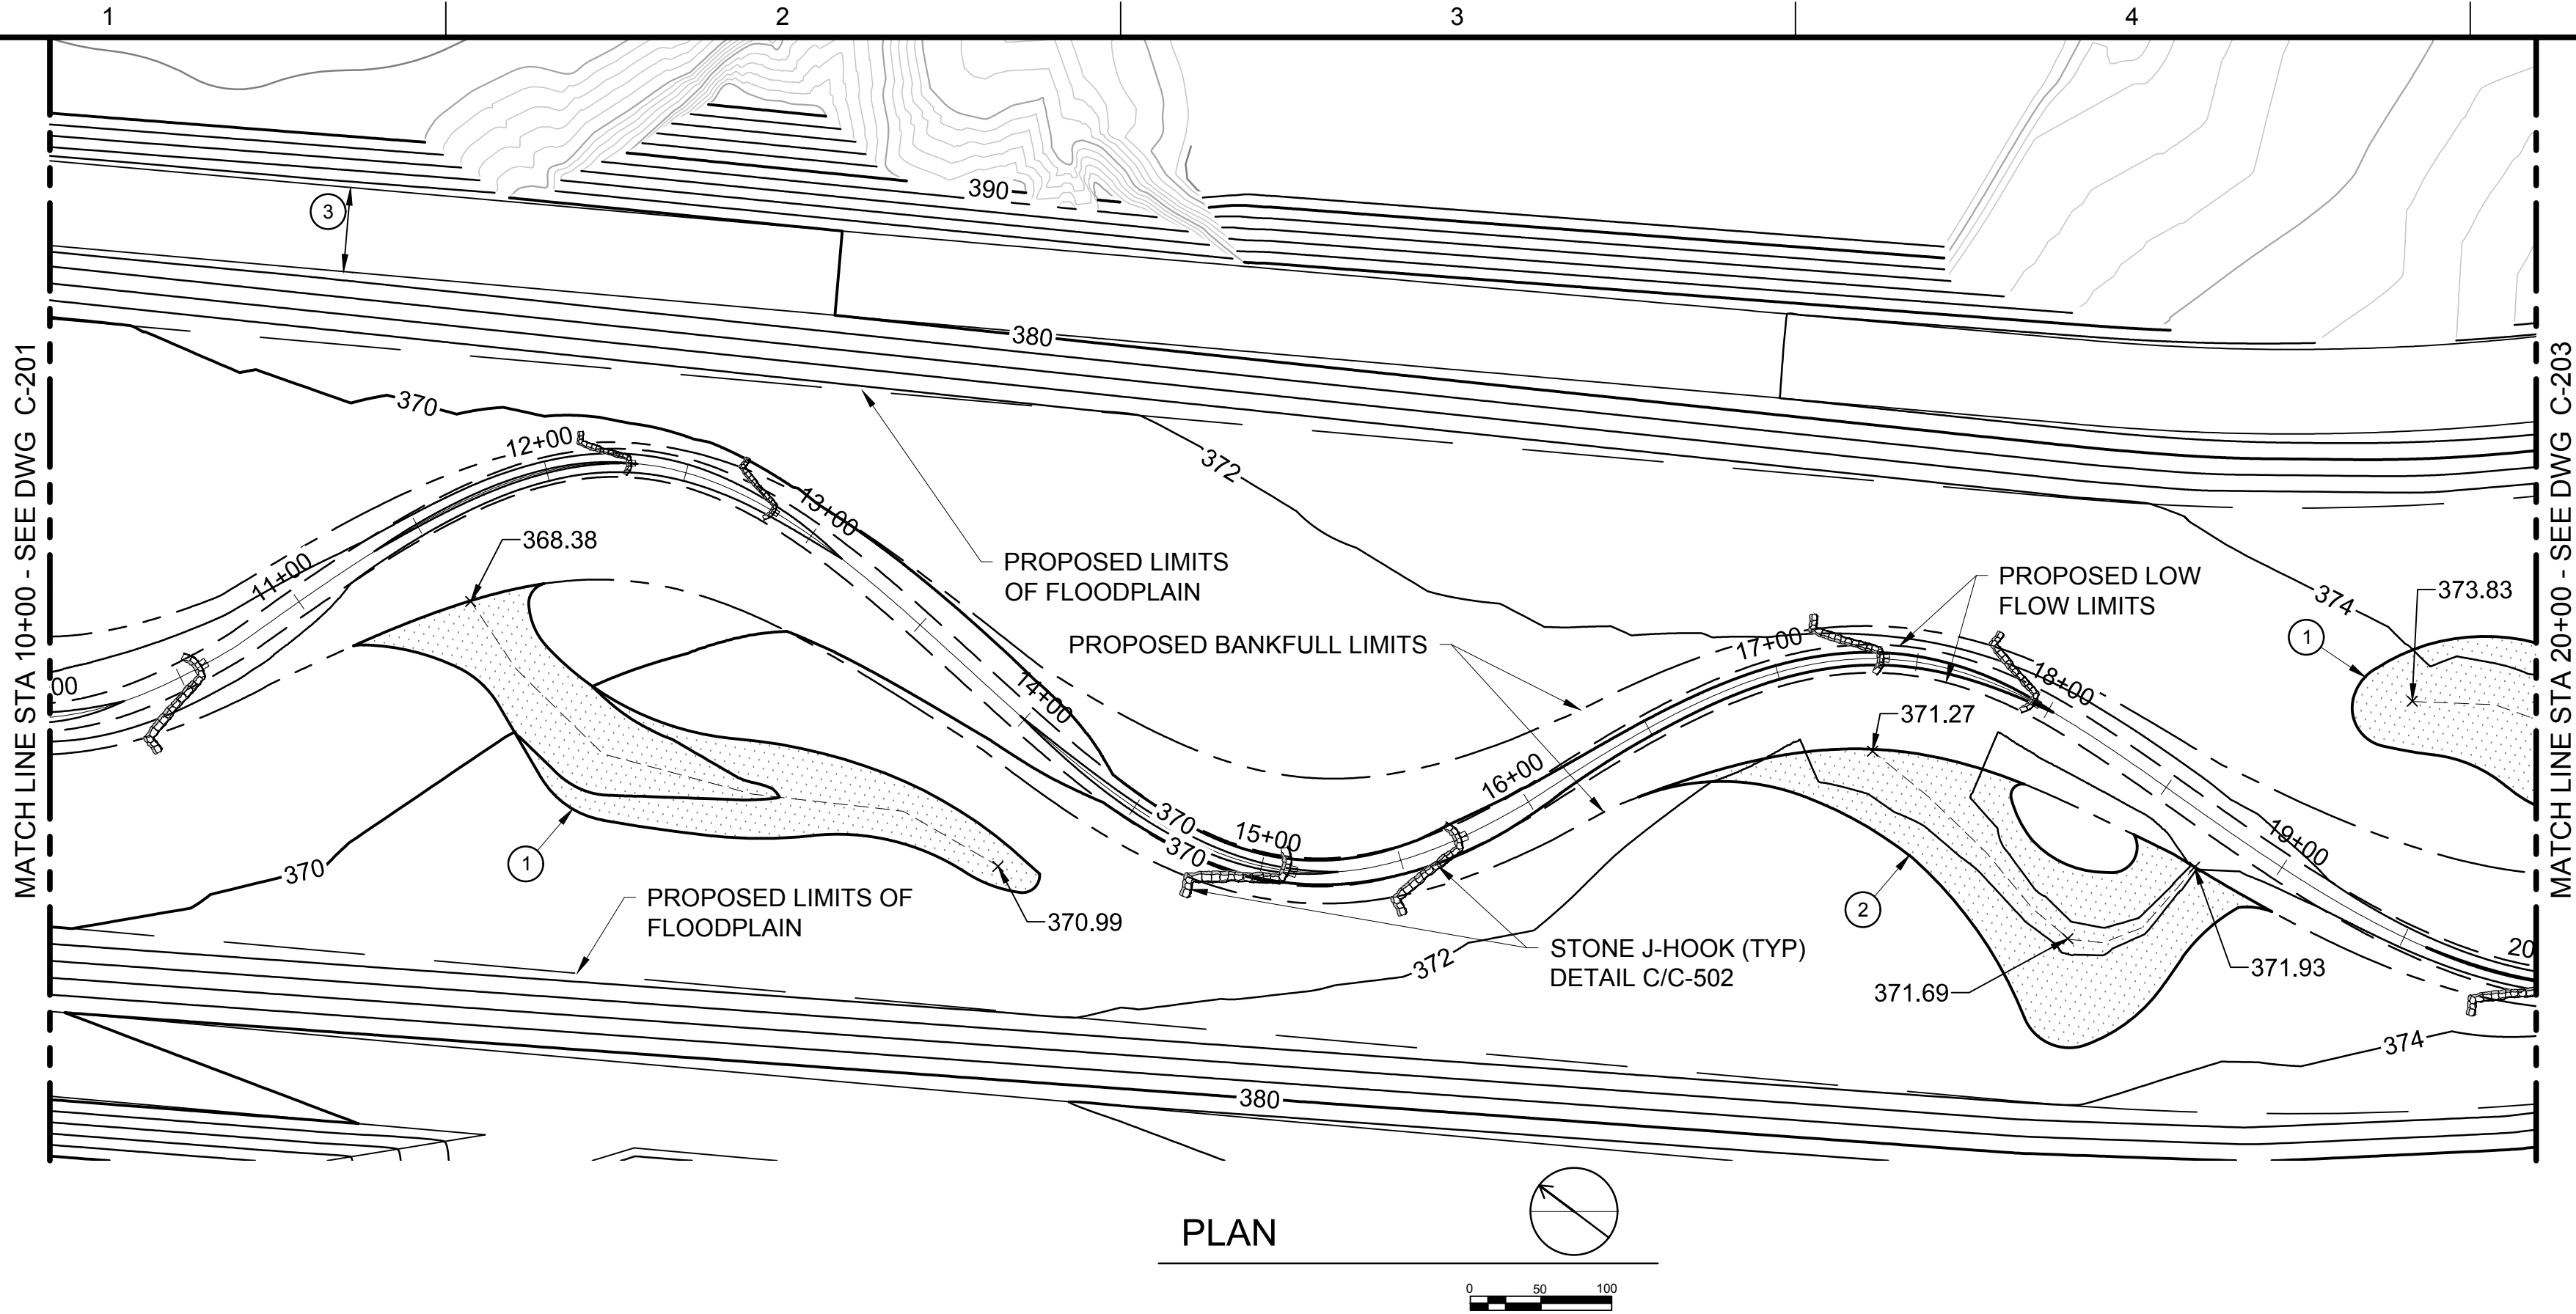 1
2
3
4
390
3
380
370
372
12+00
13+00
368.38
11+00
PROPOSED LIMITS
OF FLOODPLAIN
PROPOSED LOW
FLOW LIMITS
374
373.83
1
PROPOSED BANKFULL LIMITS
17+00
18+00
00
14+00
371.27
16+00
370
370
15+00
19+00
1
370
PROPOSED LIMITS OF
FLOODPLAIN
370.99
2
STONE J-HOOK (TYP)
DETAIL C/C-502
372
371.93
371.69
20
374
380
MATCH LINE STA 10+00 - SEE DWG C-201
MATCH LINE STA 20+00 - SEE DWG C-203
PLAN
0 50 100